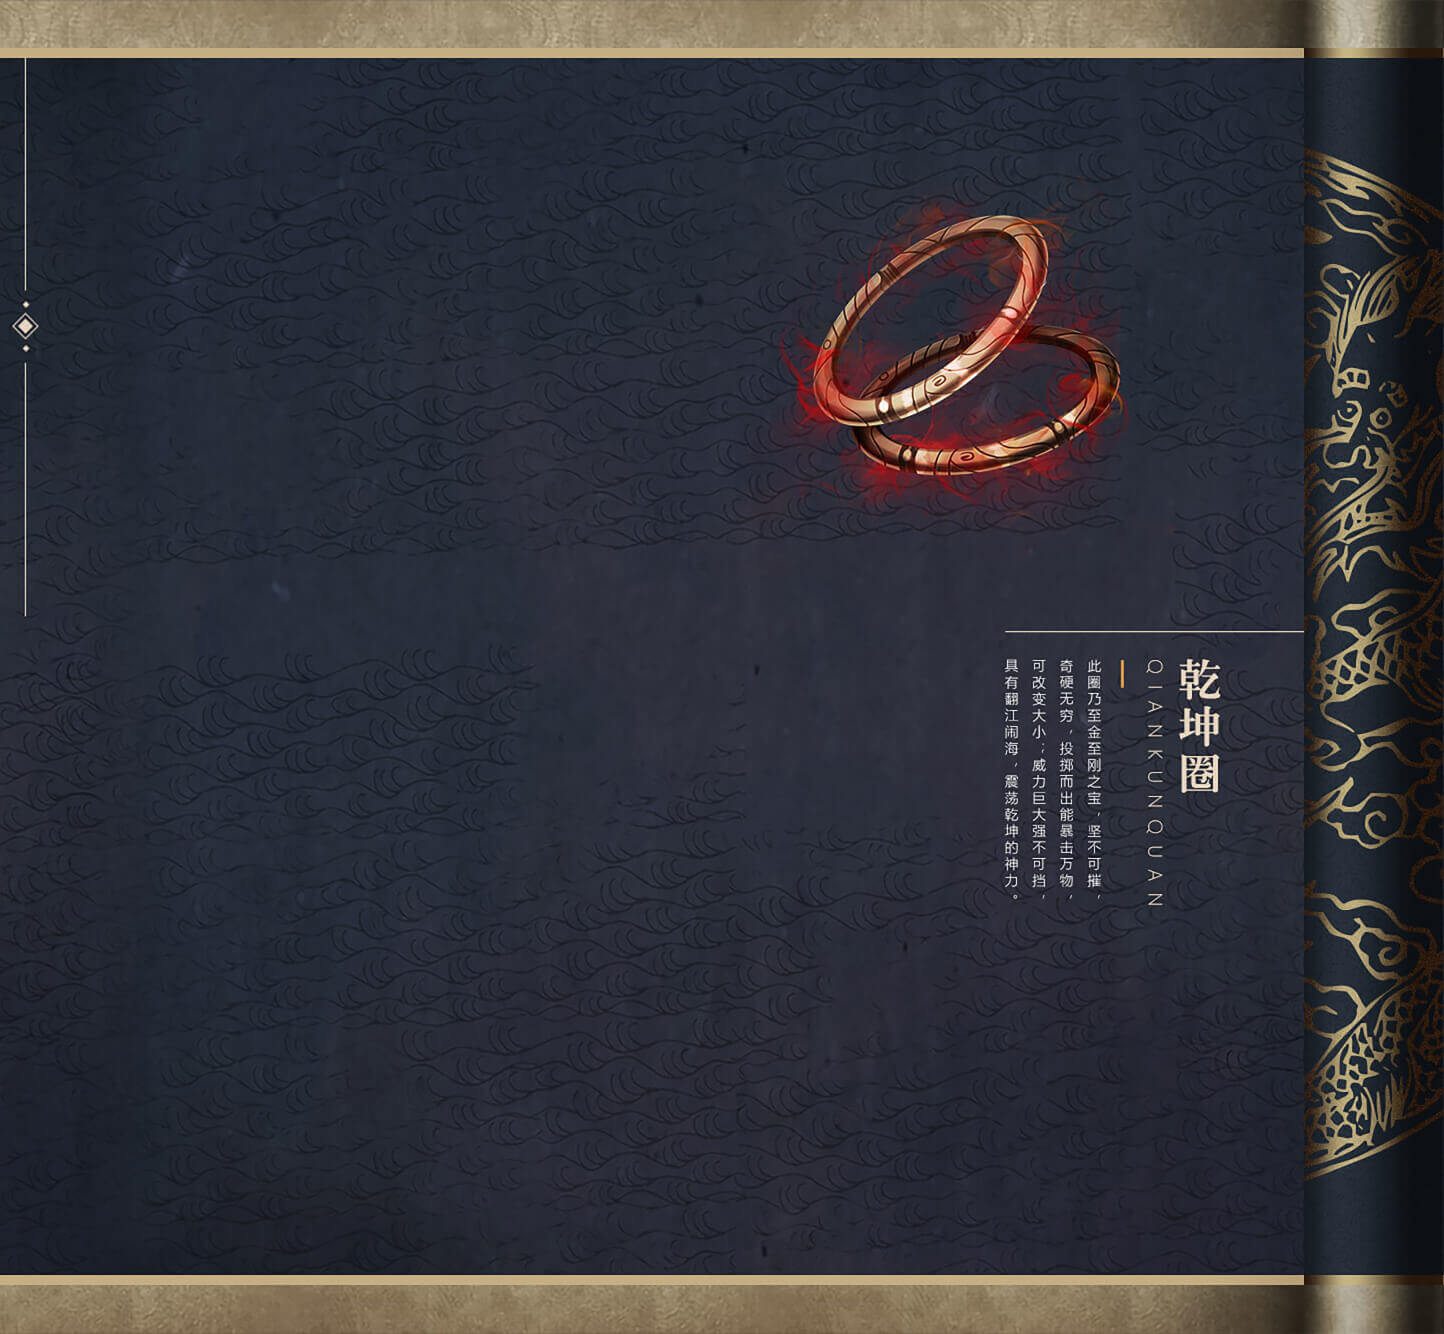 乾坤圈
QIANKUNQUAN
此圈乃至金至刚之宝，坚不可摧，
奇硬无穷，投掷而出能暴击万物，
可改变大小；威力巨大强不可挡，
具有翻江闹海，震荡乾坤的神力。